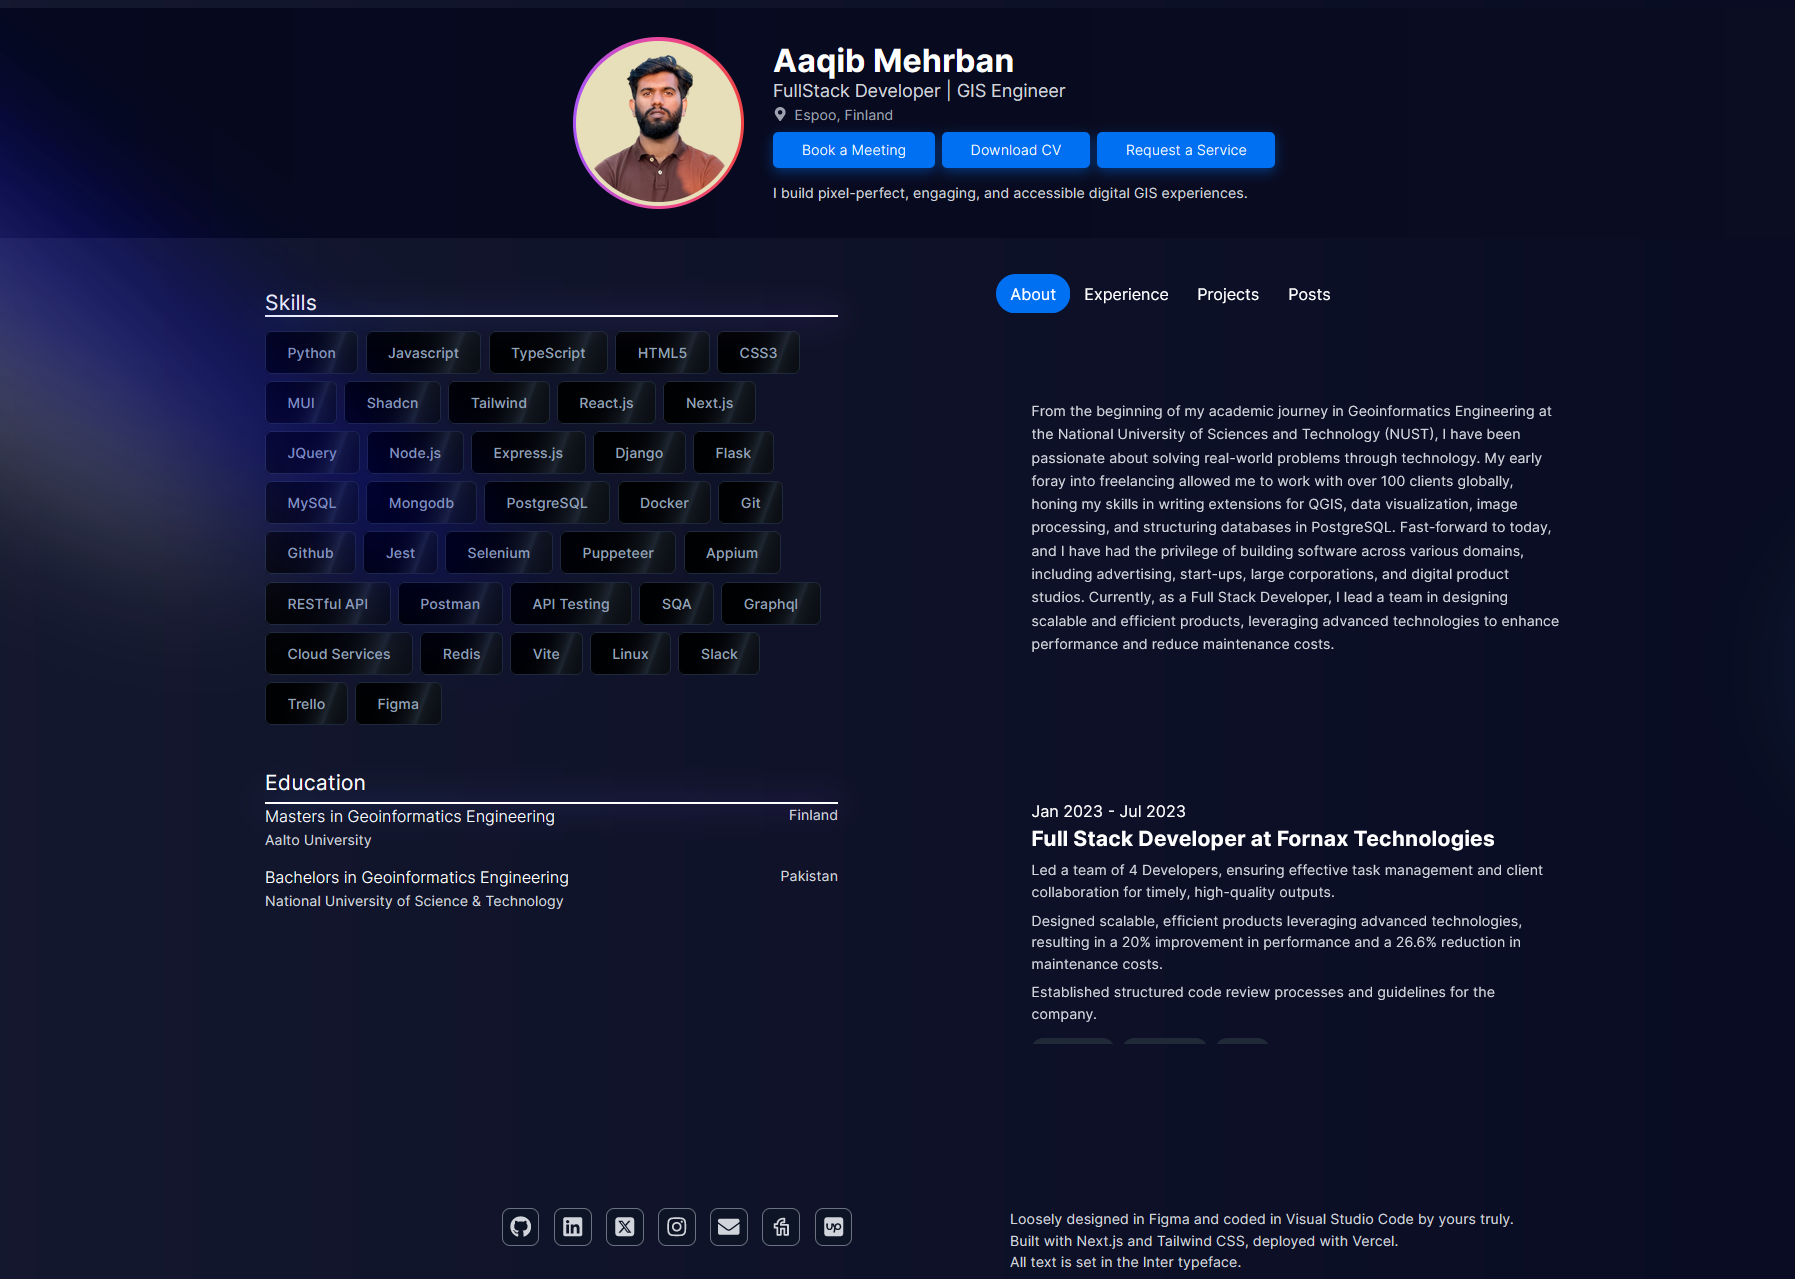 Aaqib Mehrban
FullStack Developer | GIS Engineer
Espoo, Finland
Book a Meeting Download CV Request a Service
I build pixel-perfect, engaging, and accessible digital GIS experiences.
Skills
Python Javascript TypeScript HTML5 CSS3
MUI Shadcn Tailwind React.js Next.js
JQuery Node.js Express.js Django Flask
MySQL Mongodb PostgreSQL Docker Git
Github Jest Selenium Puppeteer Appium
RESTful API Postman API Testing SQA Graphql
Cloud Services Redis Vite Linux Slack
Trello Figma
Education
Masters in Geoinformatics Engineering Finland
Aalto University
Bachelors in Geoinformatics Engineering Pakistan
National University of Science & Technology
About Experience Projects Posts
From the beginning of my academic journey in Geoinformatics Engineering at
the National University of Sciences and Technology (NUST), I have been
passionate about solving real-world problems through technology. My early
foray into freelancing allowed me to work with over 100 clients globally,
honing my skills in writing extensions for QGIS, data visualization, image
processing, and structuring databases in PostgreSQL. Fast-forward to today,
and I have had the privilege of building software across various domains,
including advertising, start-ups, large corporations, and digital product
studios. Currently, as a Full Stack Developer, I lead a team in designing
scalable and efficient products, leveraging advanced technologies to enhance
performance and reduce maintenance costs.
Jan 2023 - Jul 2023
Full Stack Developer at Fornax Technologies
Led a team of 4 Developers, ensuring effective task management and client
collaboration for timely, high-quality outputs.
Designed scalable, efficient products leveraging advanced technologies,
resulting in a 20% improvement in performance and a 26.6% reduction in
maintenance costs.
Established structured code review processes and guidelines for the
company.
Loosely designed in Figma and coded in Visual Studio Code by yours truly.
Built with Next.js and Tailwind CSS, deployed with Vercel.
All text is set in the Inter typeface.